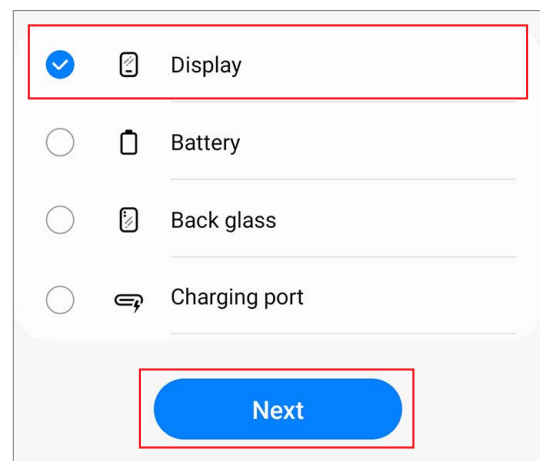 Display
Battery
Back glass
Charging port
Next